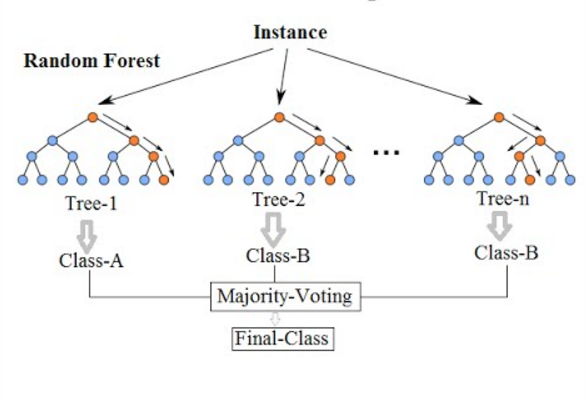 Instance
Random Forest
...
Tree-1
Tree-2
Tree-n
Class-A
Class-B
Class-B
Majority-Voting
Final-Class